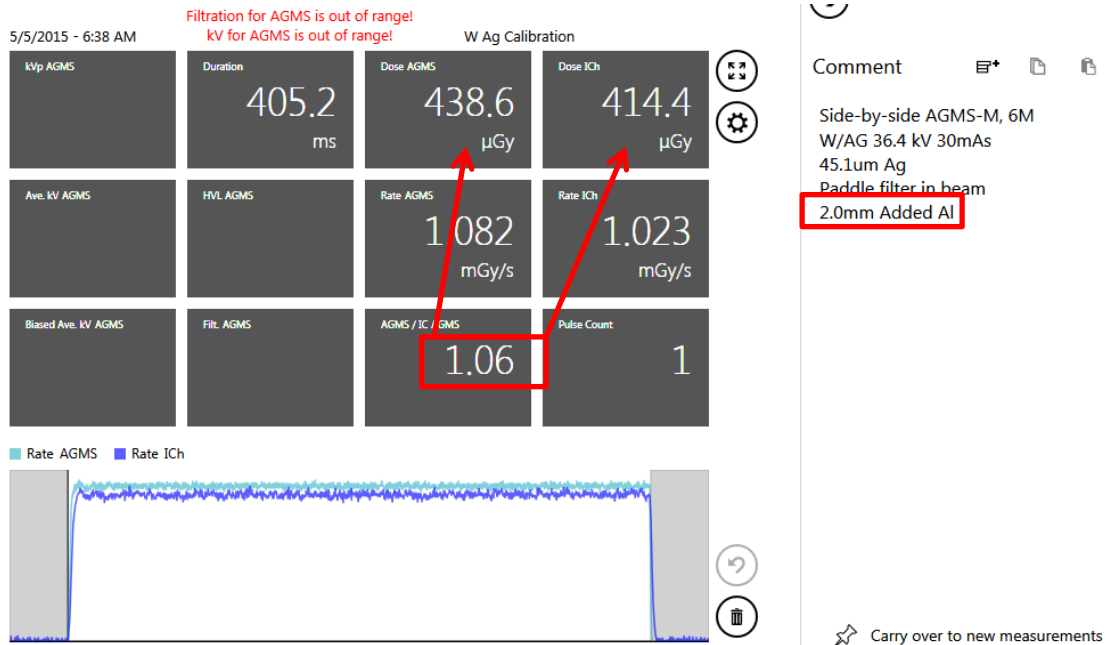 Filtration for AGMS is out of range!
5/5/2015 - 6:38 AM
kV for AGMS is out of range!
W Ag Calibration
kVp AGMS
Duration
405.2
ms
Dose AGMS
438.6
µGy
Dose ICh
414.4
µGy
Ave. kV AGMS
HVL AGMS
Rate AGMS
1.082
mGy/s
Rate ICh
1.023
mGy/s
Biased Ave. kV AGMS
Filt. AGMS
AGMS / IC AGMS
1.06
Pulse Count
1
Rate AGMS
Rate ICh
Comment
Side-by-side AGMS-M, 6M
W/AG 36.4 kV 30mAs
45.1um Ag
Paddle filter in beam
2.0mm Added Al
Carry over to new measurements